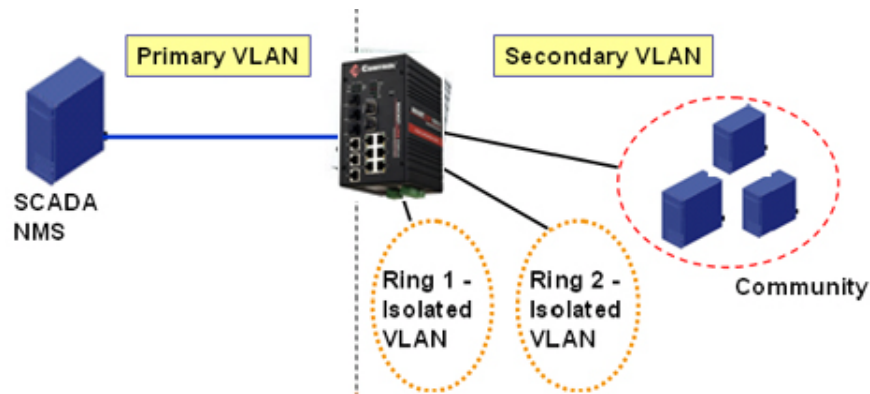 Primary VLAN
Secondary VLAN
SCADA
NMS
Ring 1 -
Isolated
VLAN
Ring 2 -
Isolated
VLAN
Community